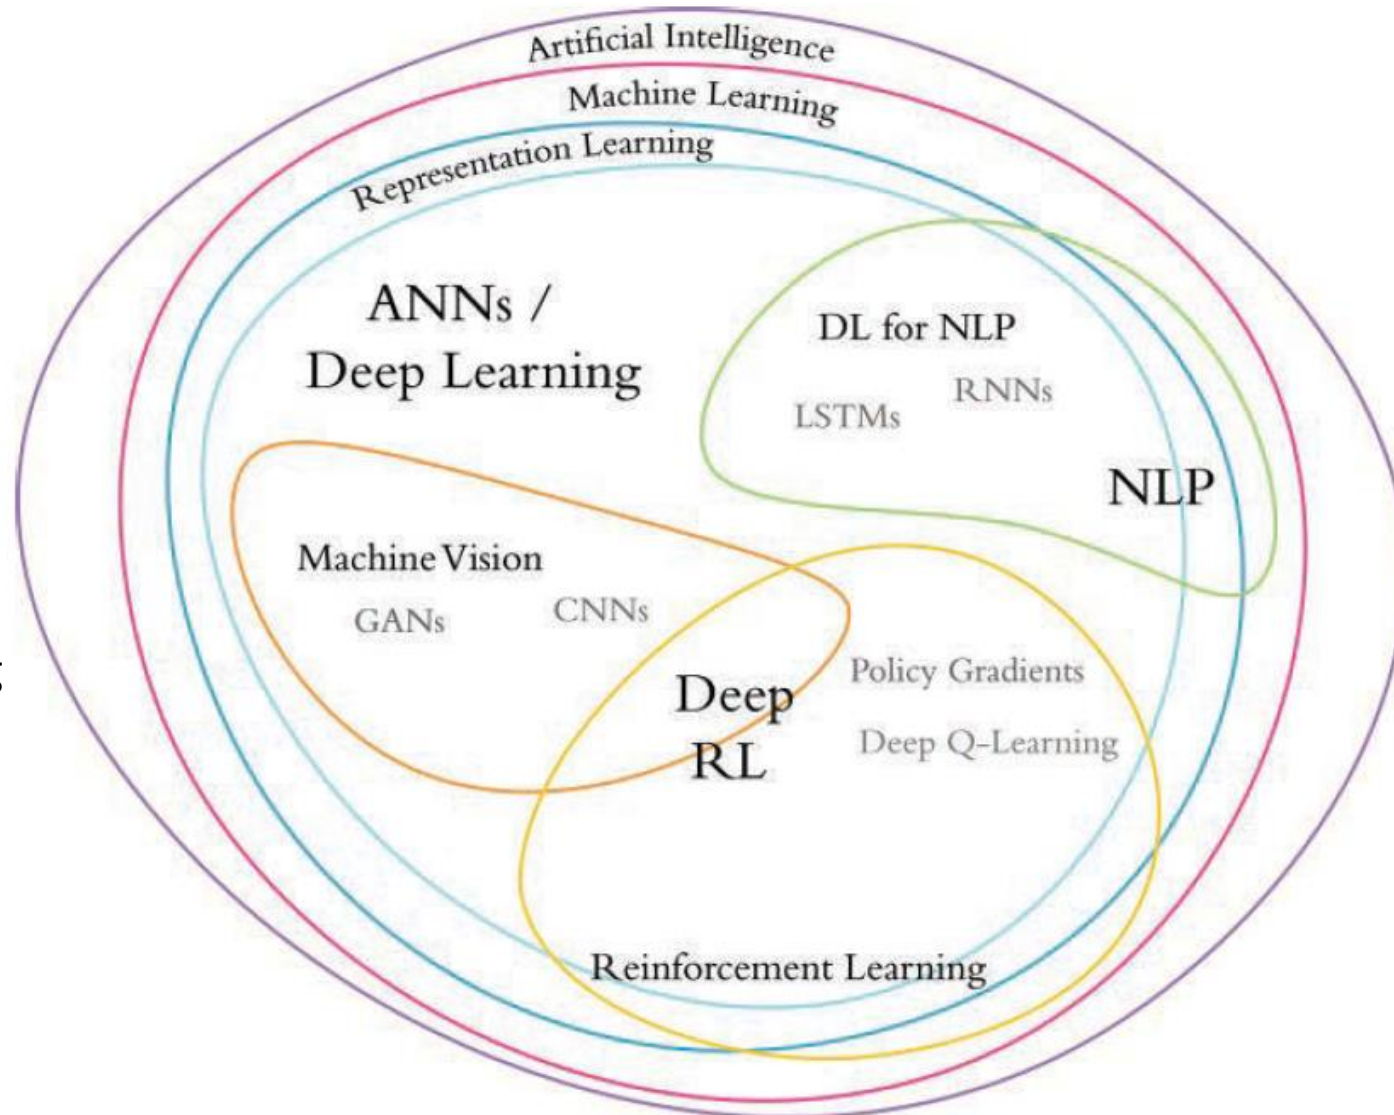 Artificial Intelligence
Machine Learning
Representation Learning
ANNs /
Deep Learning
DL for NLP
RNNs
LSTMs
NLP
Machine Vision
GANs
CNNs
Deep
RL
Policy Gradients
Deep Q-Learning
Reinforcement Learning